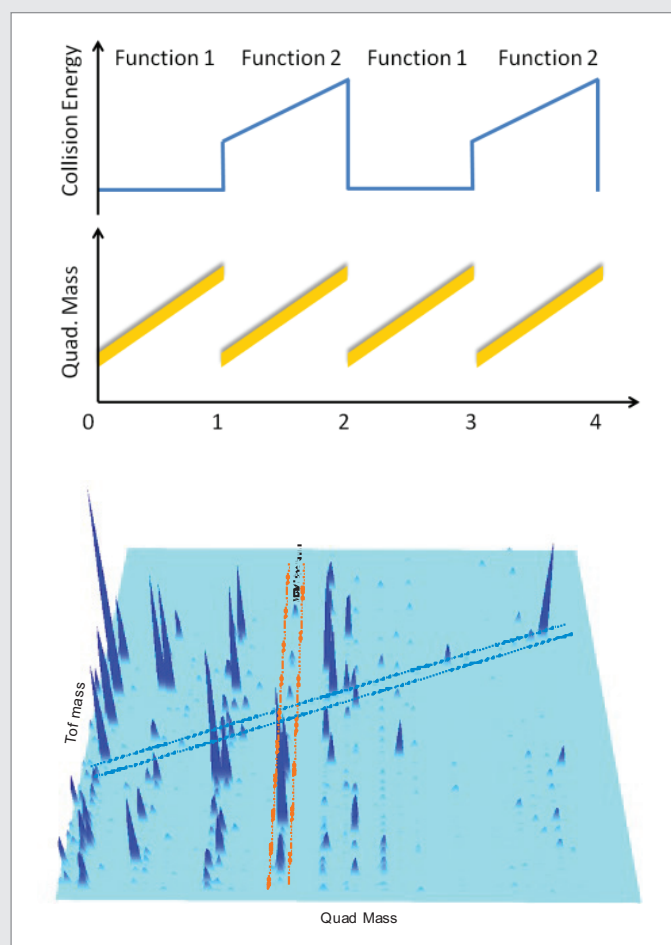 Function 1 Function 2 Function 1 Function 2
Collision Energy
Quad. Mass
0 1 2 3 4
Tof mass
Quad Mass